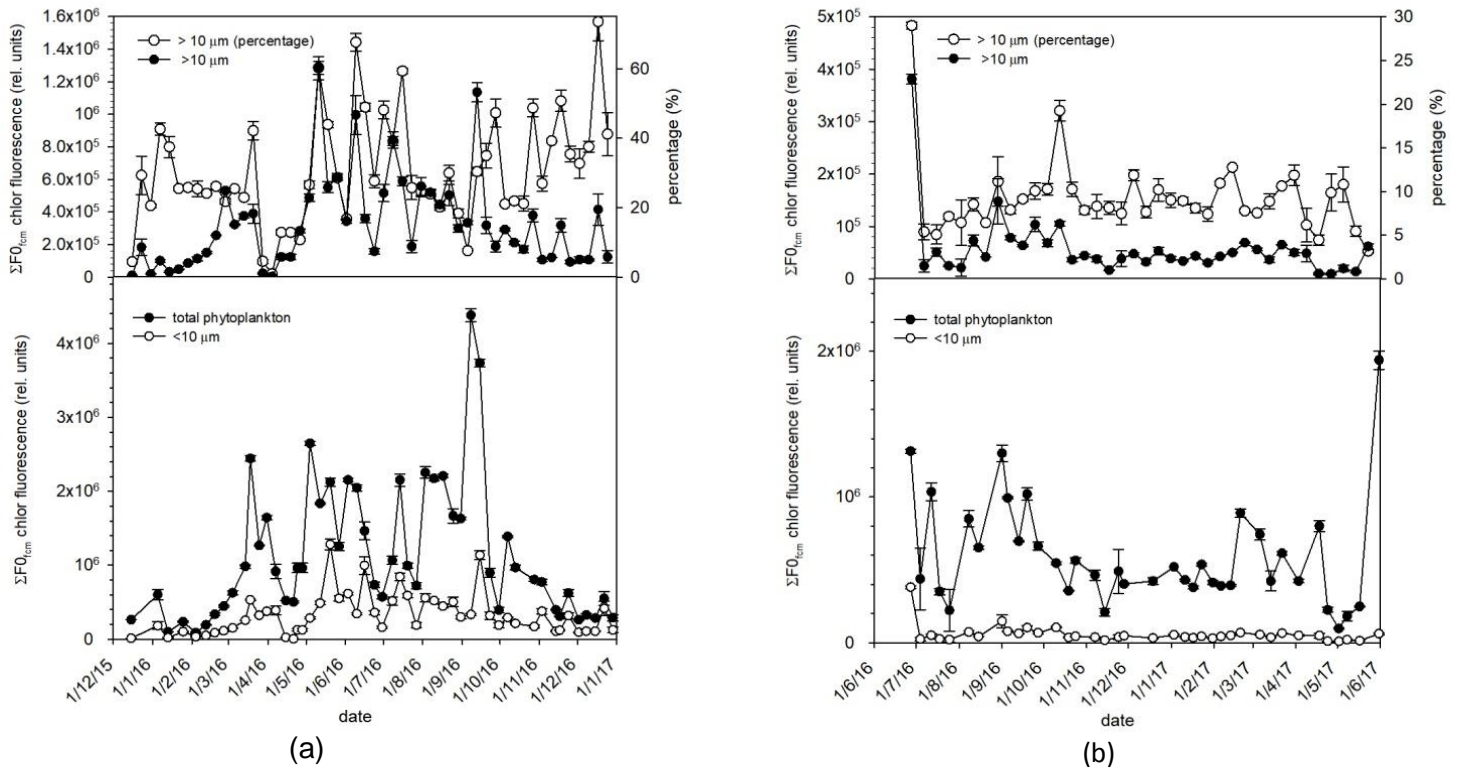 1.6x10⁶
1.4x10⁶
1.2x10⁶
10⁶
8.0x10⁵
6.0x10⁵
4.0x10⁵
2.0x10⁵
0
ΣF0fcm chlor fluorescence (rel. units)
> 10 µm (percentage)
>10 µm
60
40
20
0
percentage (%)
4x10⁶
3x10⁶
2x10⁶
10⁶
0
ΣF0fcm chlor fluorescence (rel. units)
total phytoplankton
<10 µm
1/12/15
1/1/16
1/2/16
1/3/16
1/4/16
1/5/16
1/6/16
1/7/16
1/8/16
1/9/16
1/10/16
1/11/16
1/12/16
1/1/17
date
(a)
5x10⁵
4x10⁵
3x10⁵
2x10⁵
10⁵
0
ΣF0fcm chlor fluorescence (rel. units)
> 10 µm (percentage)
>10 µm
30
20
10
5
0
percentage (%)
2x10⁶
10⁶
0
ΣF0fcm chlor fluorescence (rel. units)
total phytoplankton
<10 µm
1/6/16
1/7/16
1/8/16
1/9/16
1/10/16
1/11/16
1/12/16
1/1/17
1/2/17
1/3/17
1/4/17
1/5/17
1/6/17
date
(b)